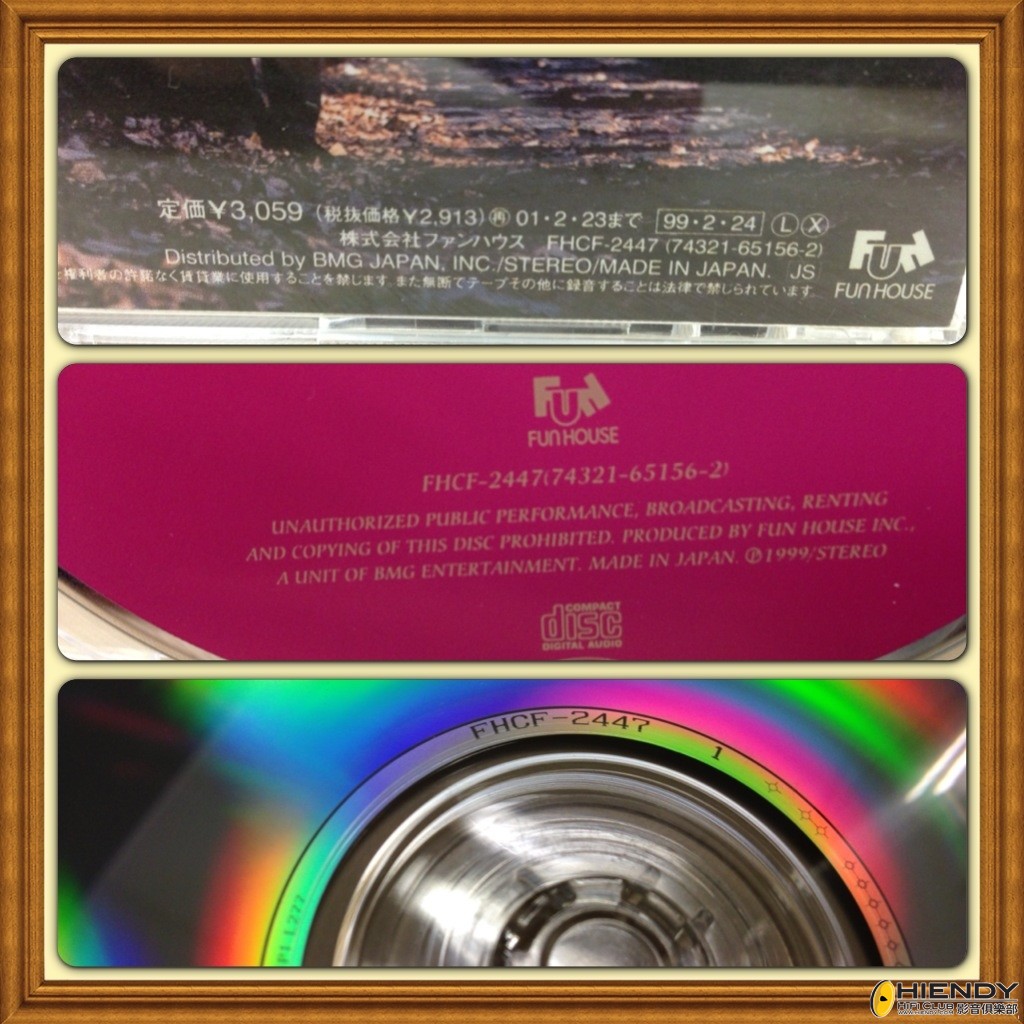 定価¥3,059（税抜価格¥2,913）再 01・2・23まで 99・2・24 L X
株式会社ファンハウス FHCF-2447 (74321-65156-2)
Distributed by BMG JAPAN, INC./STEREO/MADE IN JAPAN. JS
権利者の許諾なく賃貸業に使用することを禁じます。また無断でテープその他に録音することは法律で禁じられています。
FUN
FUN HOUSE
FUN
FUN HOUSE
FHCF-2447(74321-65156-2)
UNAUTHORIZED PUBLIC PERFORMANCE, BROADCASTING, RENTING
AND COPYING OF THIS DISC PROHIBITED. PRODUCED BY FUN HOUSE INC.,
A UNIT OF BMG ENTERTAINMENT. MADE IN JAPAN. ℗1999/STEREO
COMPACT
disc
DIGITAL AUDIO
FHCF-2447 1
L277
HIENDY
HiFi Club 影音俱樂部